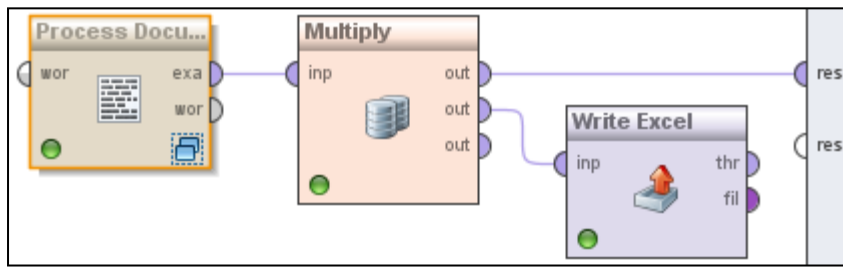 Process Docu...
wor
exa
wor
Multiply
inp
out
out
out
Write Excel
inp
thr
fil
res
res